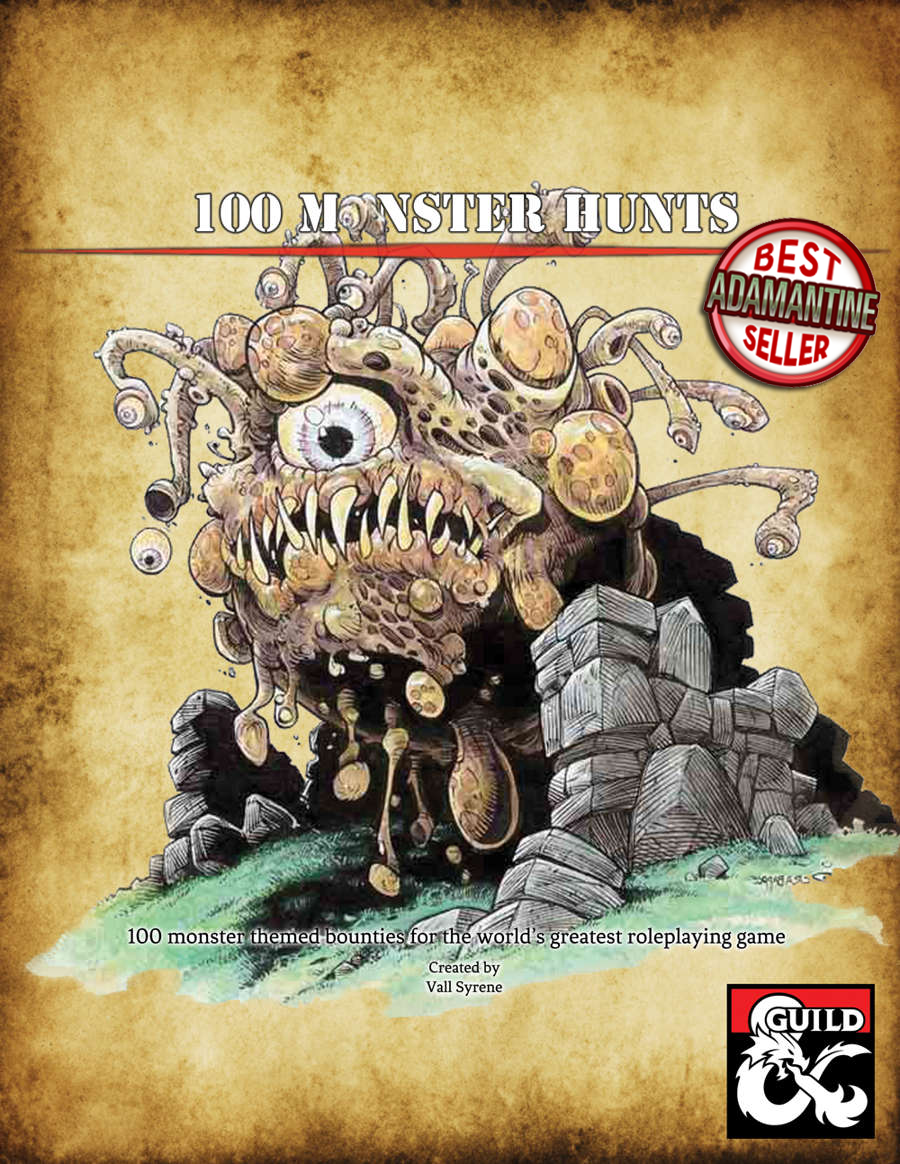 100 MONSTER HUNTS
BEST
ADAMANTINE
SELLER
100 monster themed bounties for the world's greatest roleplaying game
Created by
Vall Syrene
GUILD